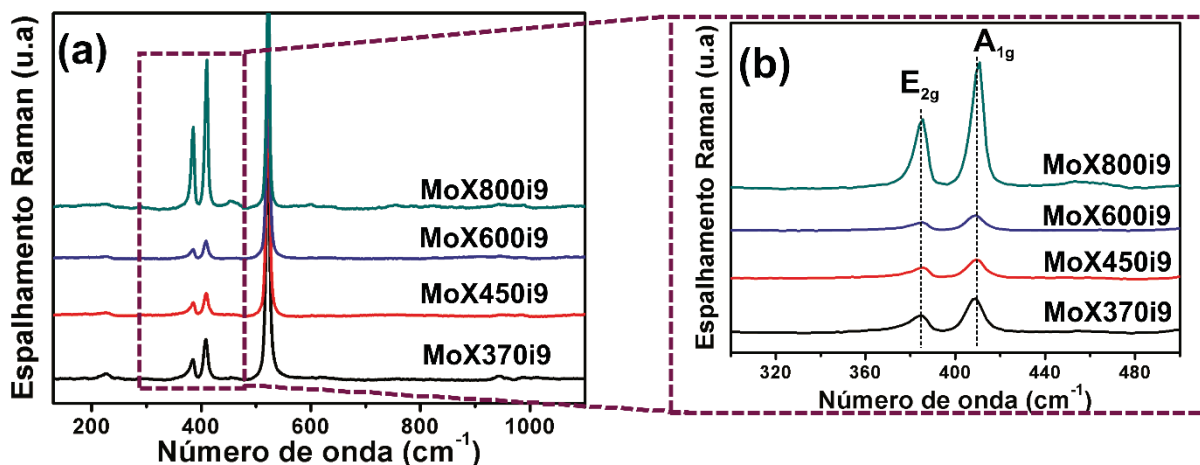 (a)
Espalhamento Raman (u.a)
MoX800i9
MoX600i9
MoX450i9
MoX370i9
200 400 600 800 1000
Número de onda (cm⁻¹)
(b)
Espalhamento Raman (u.a)
E2g
A1g
MoX800i9
MoX600i9
MoX450i9
MoX370i9
320 360 400 440 480
Número de onda (cm⁻¹)